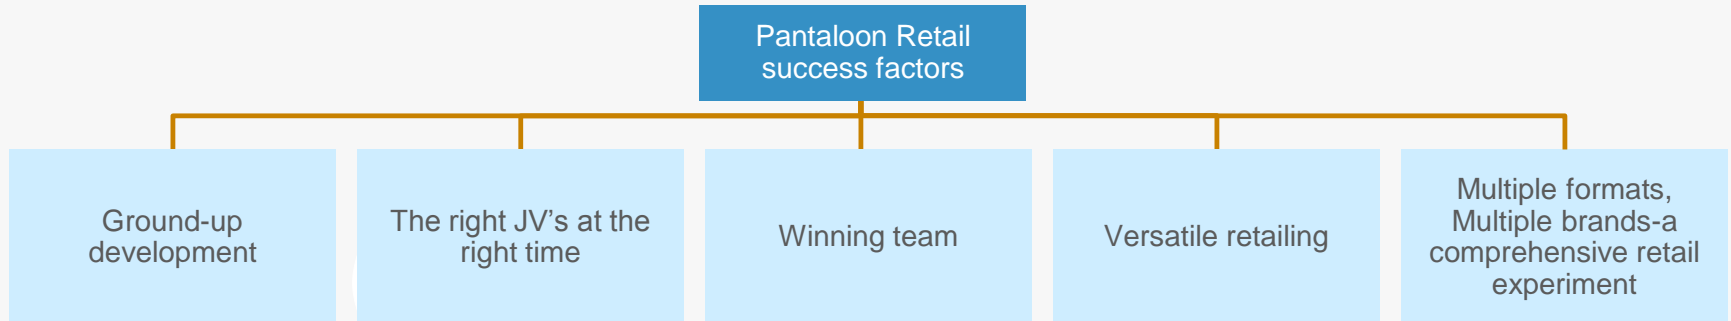 Pantaloon Retail
success factors
Ground-up
development
The right JV’s at the
right time
Winning team
Versatile retailing
Multiple formats,
Multiple brands-a
comprehensive retail
experiment